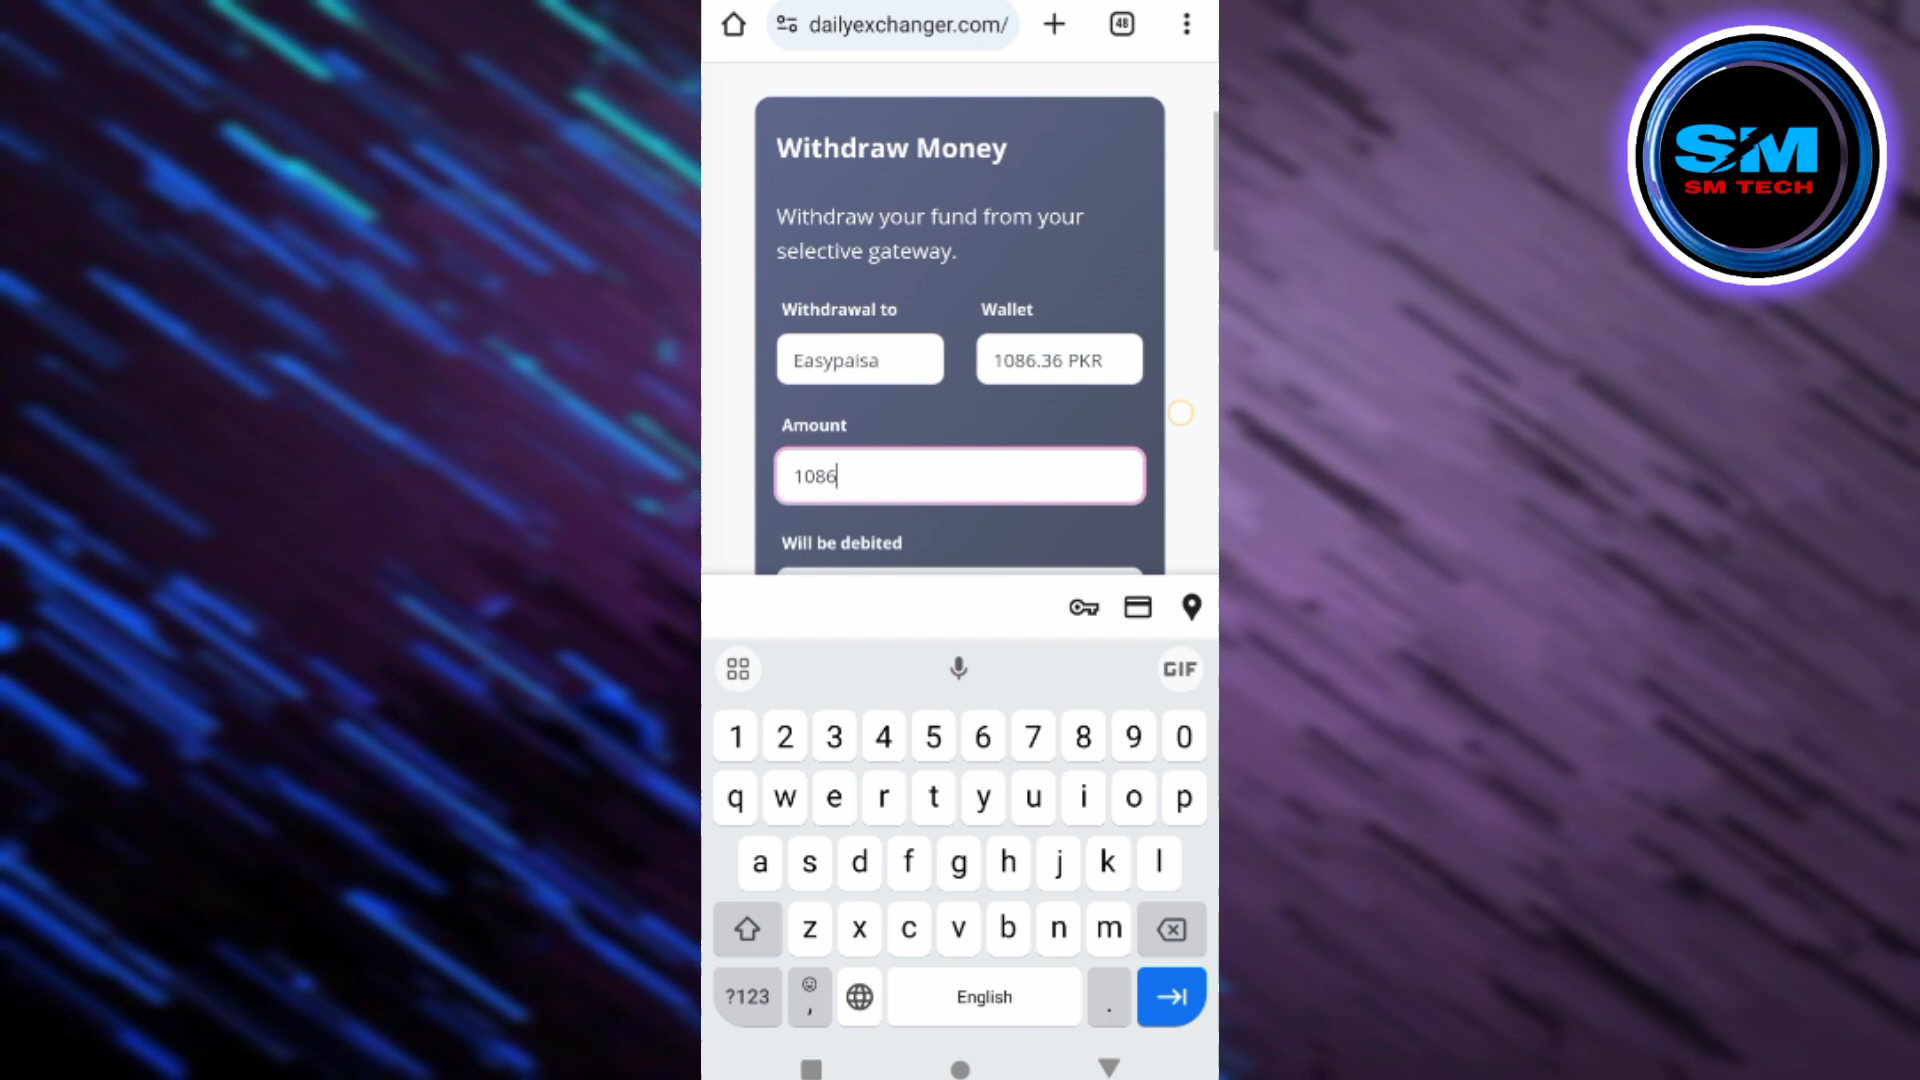 dailyexchanger.com/
48
SM
SM TECH
Withdraw Money
Withdraw your fund from your
selective gateway.
Withdrawal to Wallet
Easypaisa 1086.36 PKR
Amount
1086
Will be debited
GIF
1 2 3 4 5 6 7 8 9 0
q w e r t y u i o p
a s d f g h j k l
z x c v b n m
?123 , English .